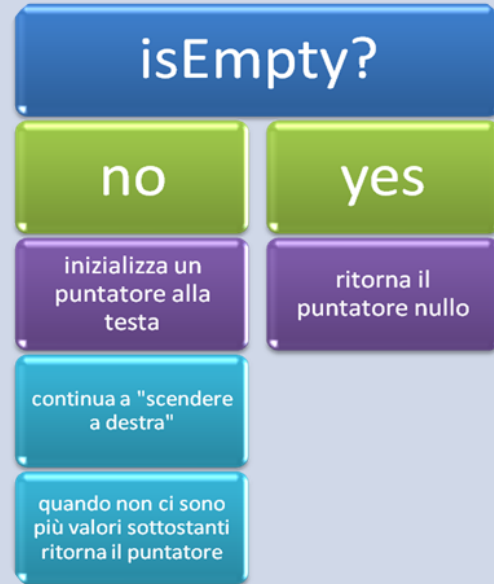 isEmpty?
no
yes
inizializza un
puntatore alla
testa
ritorna il
puntatore nullo
continua a "scendere
a destra"
quando non ci sono
più valori sottostanti
ritorna il puntatore